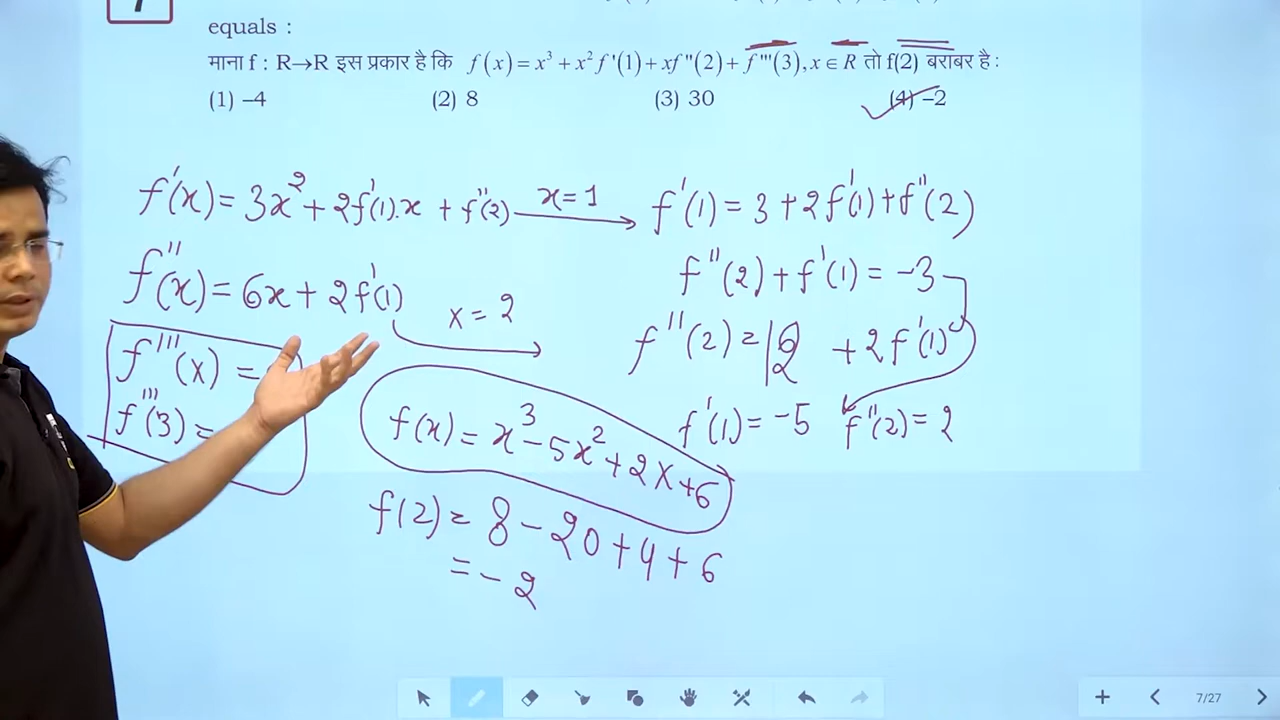 equals :
माना f : R→R इस प्रकार है कि f(x) = x³ + x² f'(1) + xf''(2) + f'''(3), x ∈ R तो f(2) बराबर है :
(1) –4 (2) 8 (3) 30 (4) –2
f'(x) = 3x² + 2f'(1).x + f''(2) x=1 f'(1) = 3 + 2f'(1) + f''(2)
f''(2) + f'(1) = -3
f''(x) = 6x + 2f'(1) x = 2
f''(2) = 12 + 2f'(1)
f'''(x) =
f'''(3) =
f(x) = x³ - 5x² + 2x + 6
f'(1) = -5 f''(2) = 2
f(2) = 8 - 20 + 4 + 6
= - 2
7/27